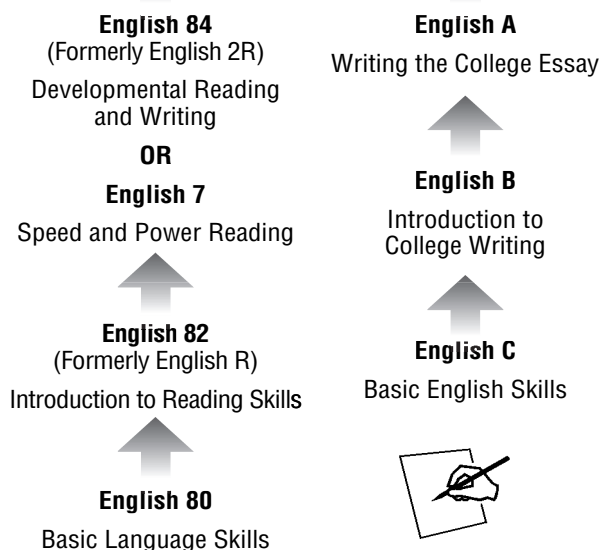 English 84
(Formerly English 2R)
Developmental Reading
and Writing
OR
English 7
Speed and Power Reading
English 82
(Formerly English R)
Introduction to Reading Skills
English 80
Basic Language Skills
English A
Writing the College Essay
English B
Introduction to
College Writing
English C
Basic English Skills